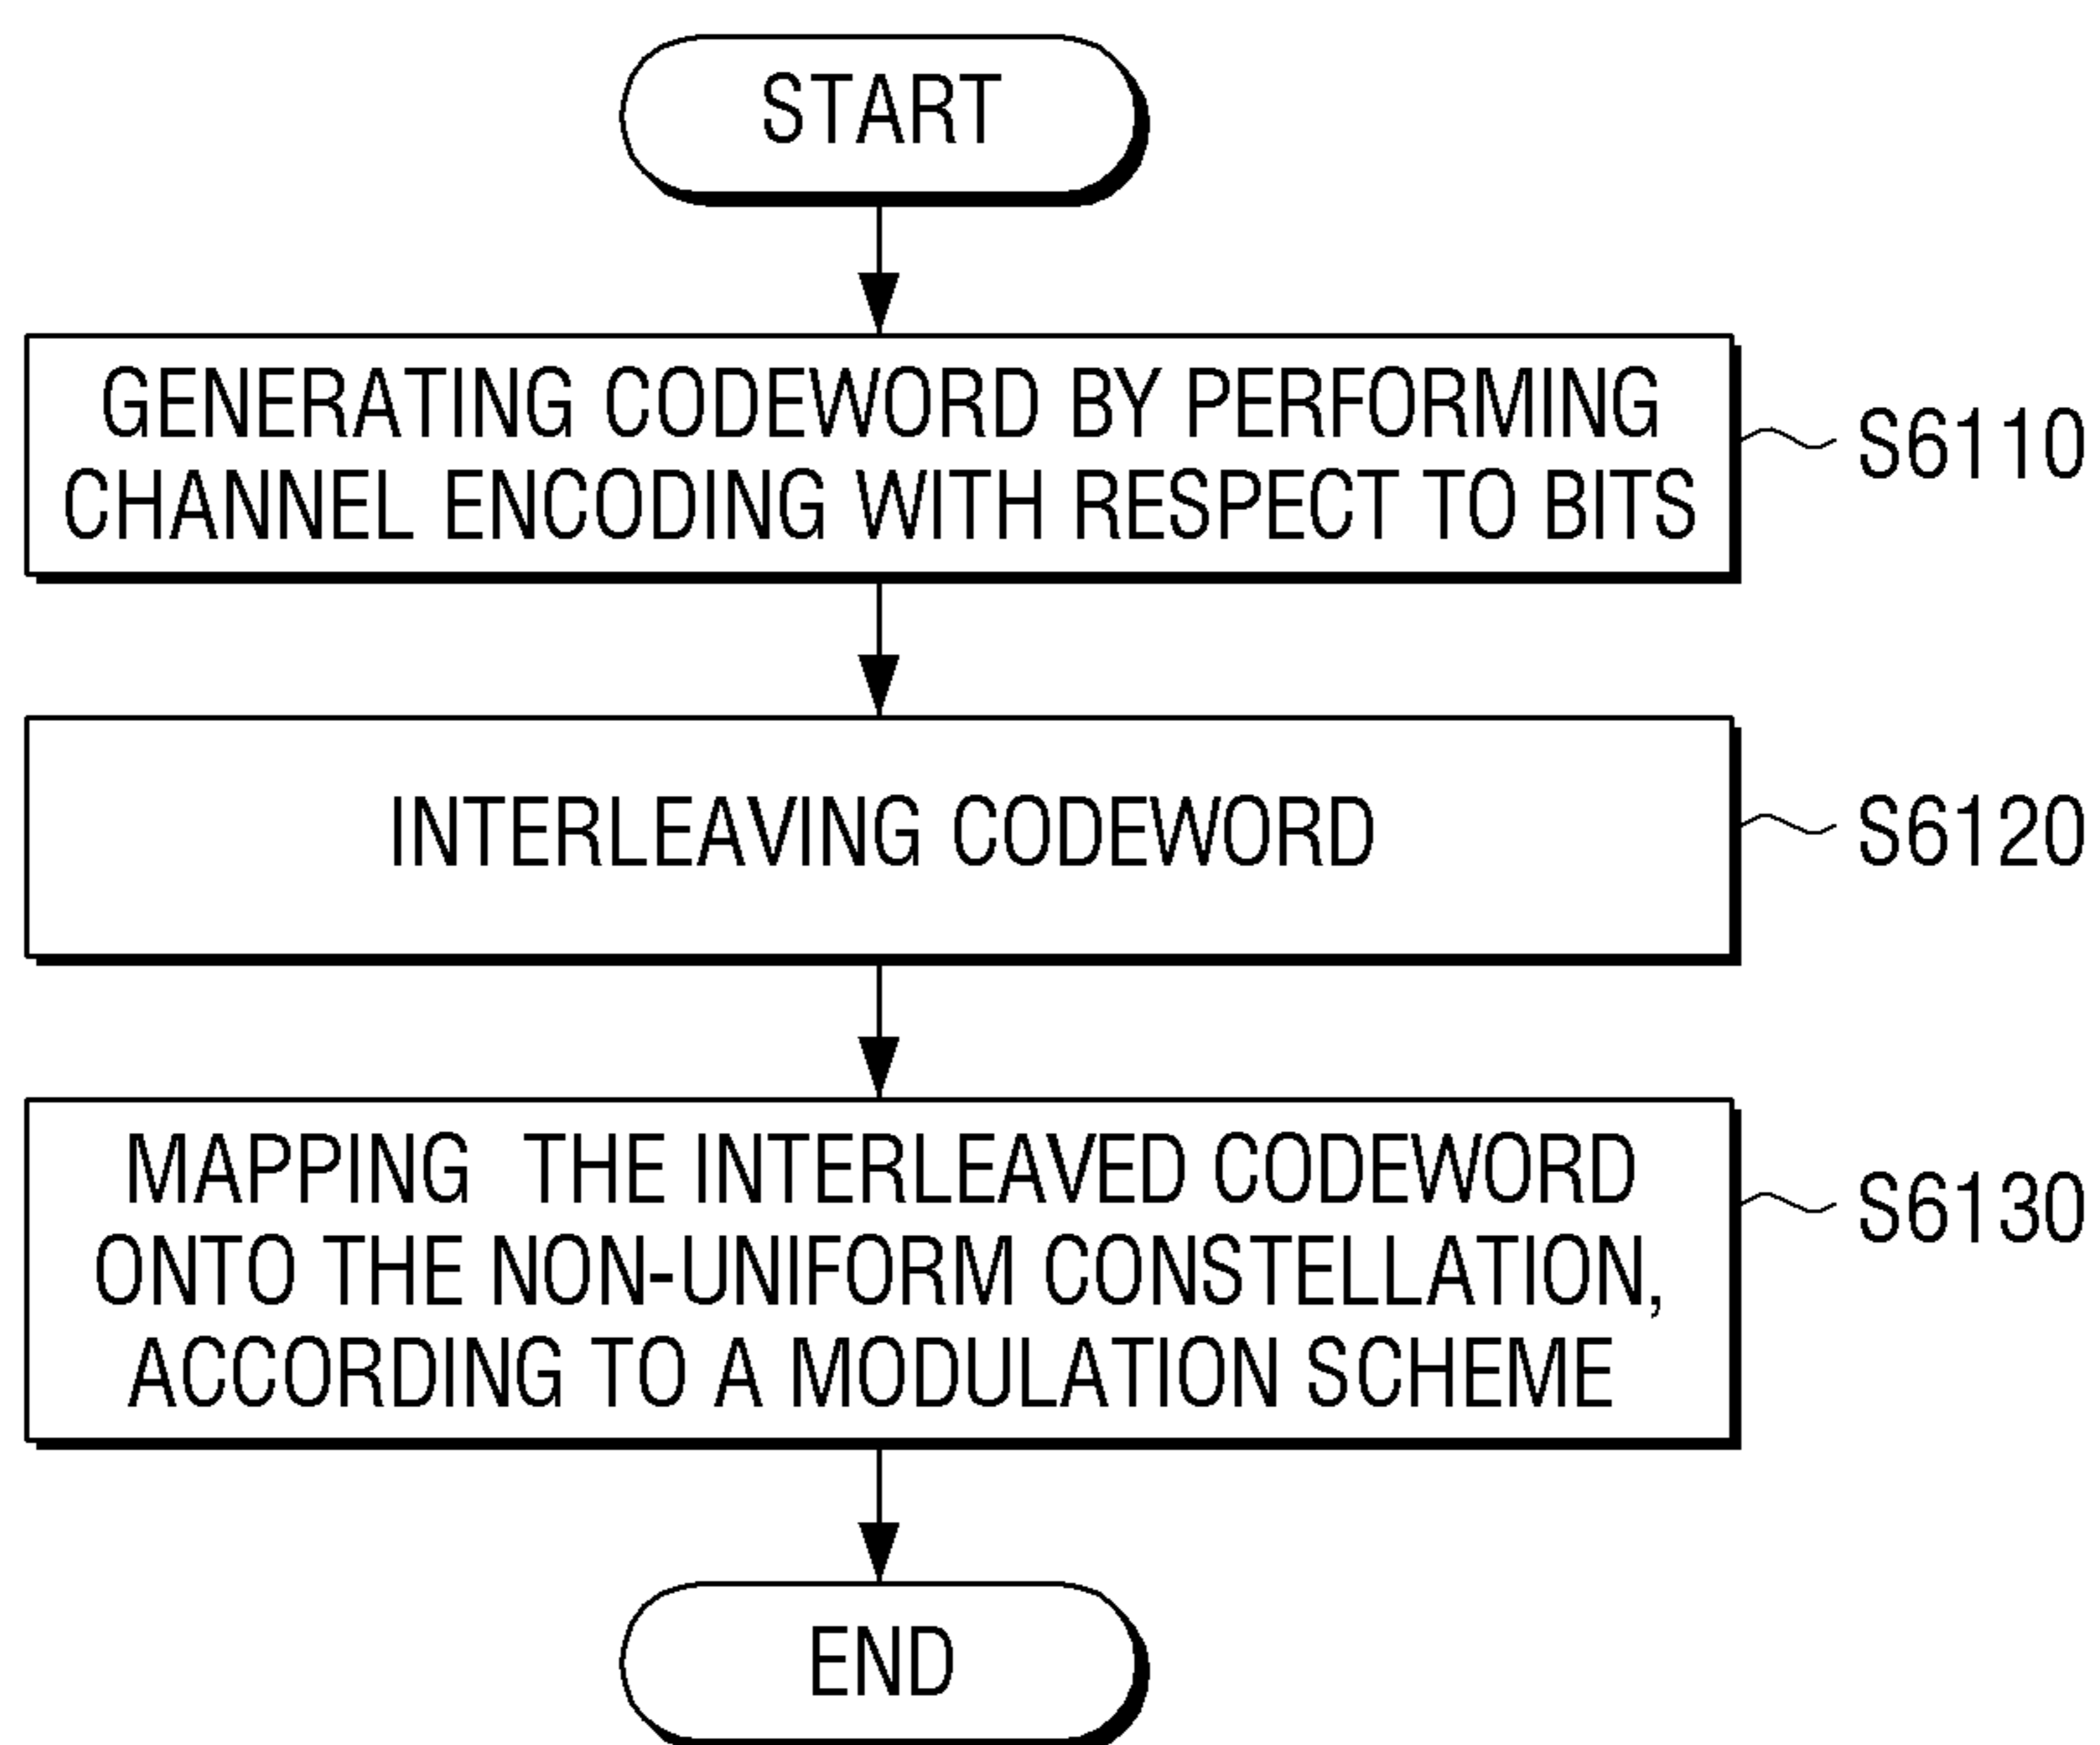 START
GENERATING CODEWORD BY PERFORMING
CHANNEL ENCODING WITH RESPECT TO BITS
S6110
INTERLEAVING CODEWORD
S6120
MAPPING THE INTERLEAVED CODEWORD
ONTO THE NON-UNIFORM CONSTELLATION,
ACCORDING TO A MODULATION SCHEME
S6130
END